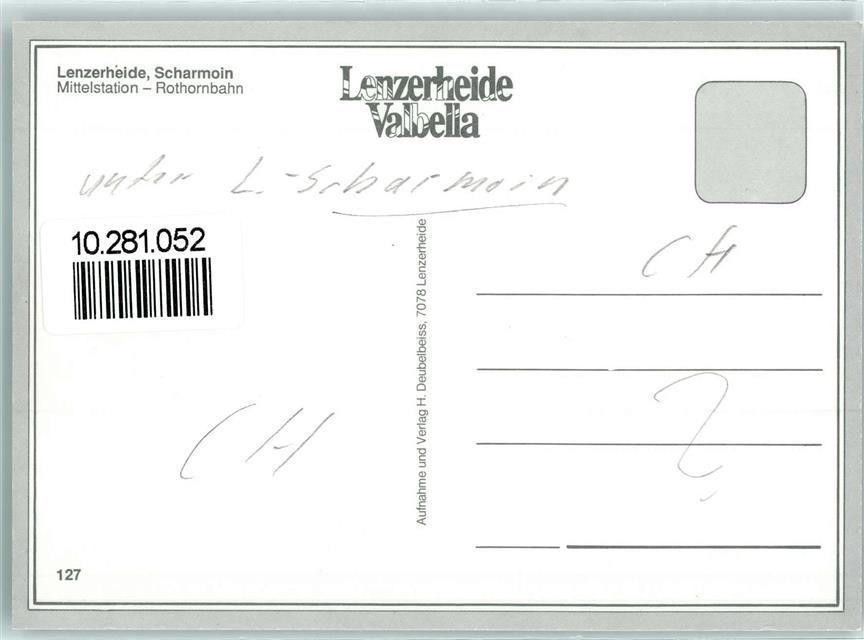 Lenzerheide, Scharmoin
Mittelstation – Rothornbahn
Lenzerheide
Valbella
unter L.-Scharmoin
10.281.052
CH
Aufnahme und Verlag H. Deubelbeiss, 7078 Lenzerheide
CH
?
127